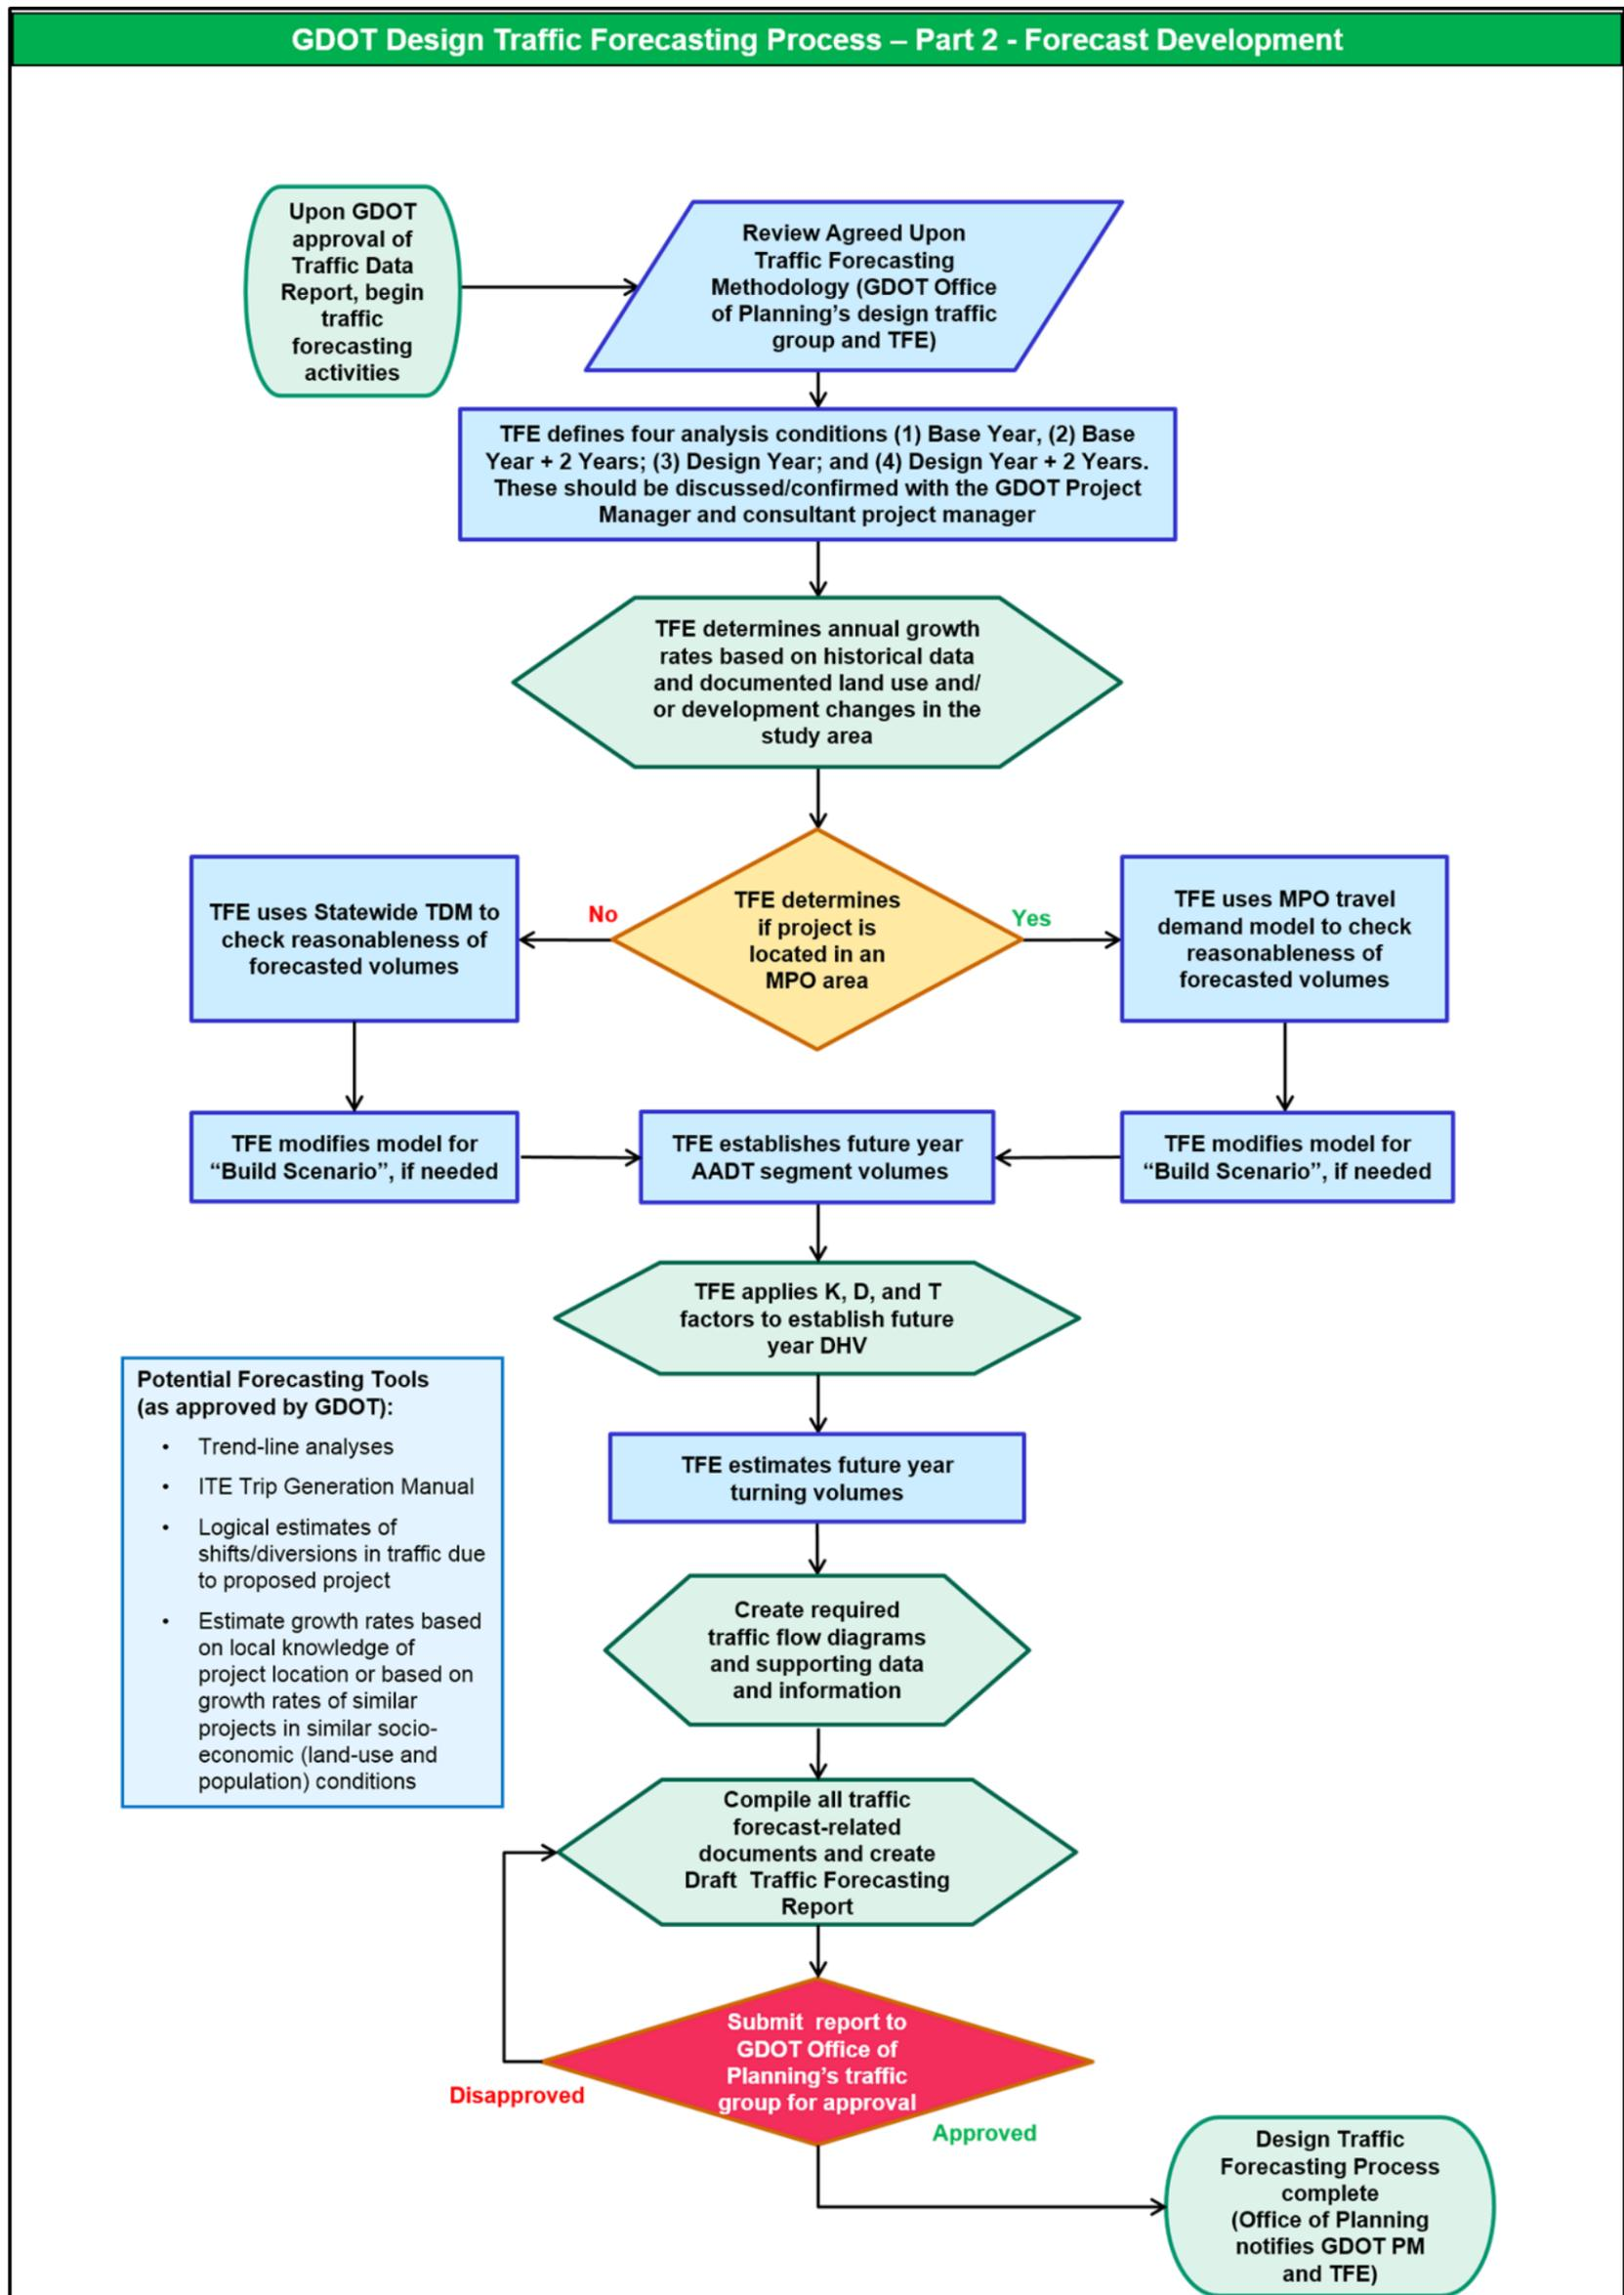 GDOT Design Traffic Forecasting Process – Part 2 - Forecast Development
Upon GDOT
approval of
Traffic Data
Report, begin
traffic
forecasting
activities
Review Agreed Upon
Traffic Forecasting
Methodology (GDOT Office
of Planning’s design traffic
group and TFE)
TFE defines four analysis conditions (1) Base Year, (2) Base
Year + 2 Years; (3) Design Year; and (4) Design Year + 2 Years.
These should be discussed/confirmed with the GDOT Project
Manager and consultant project manager
TFE determines annual growth
rates based on historical data
and documented land use and/
or development changes in the
study area
TFE determines
if project is
located in an
MPO area
No
Yes
TFE uses Statewide TDM to
check reasonableness of
forecasted volumes
TFE uses MPO travel
demand model to check
reasonableness of
forecasted volumes
TFE modifies model for
“Build Scenario”, if needed
TFE establishes future year
AADT segment volumes
TFE modifies model for
“Build Scenario”, if needed
TFE applies K, D, and T
factors to establish future
year DHV
Potential Forecasting Tools
(as approved by GDOT):
• Trend-line analyses
• ITE Trip Generation Manual
• Logical estimates of
shifts/diversions in traffic due
to proposed project
• Estimate growth rates based
on local knowledge of
project location or based on
growth rates of similar
projects in similar socio-
economic (land-use and
population) conditions
TFE estimates future year
turning volumes
Create required
traffic flow diagrams
and supporting data
and information
Compile all traffic
forecast-related
documents and create
Draft  Traffic Forecasting
Report
Submit  report to
GDOT Office of
Planning’s traffic
group for approval
Disapproved
Approved
Design Traffic
Forecasting Process
complete
(Office of Planning
notifies GDOT PM
and TFE)